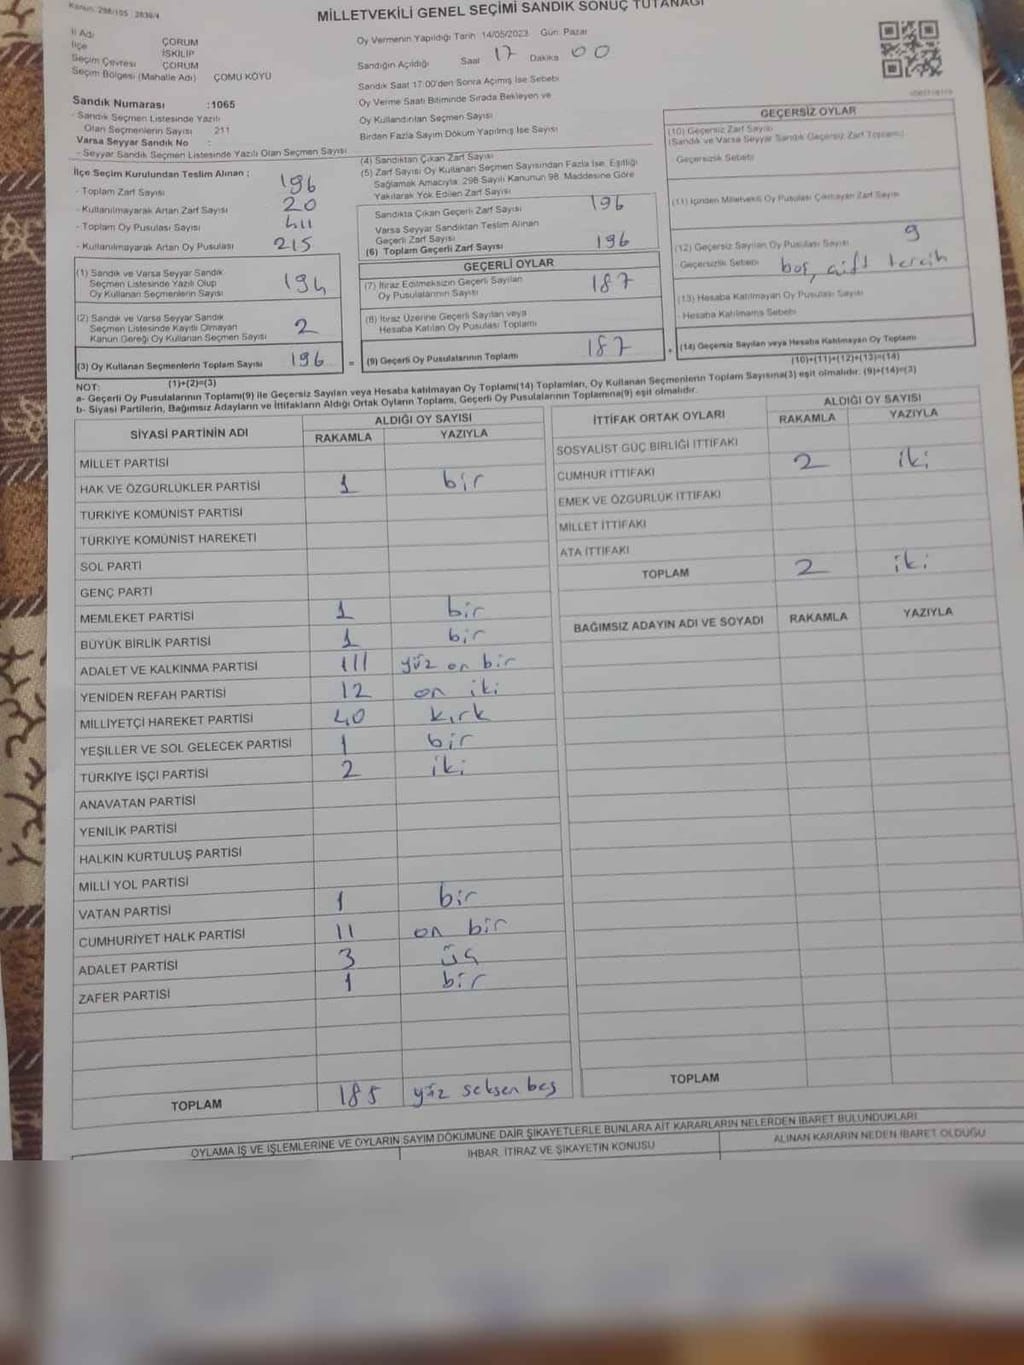 Kanun: 298/105 : 2839/4
MİLLETVEKİLİ GENEL SEÇİMİ SANDIK SONUÇ TUTANAĞI
İl Adı ÇORUM
İlçe İSKİLİP
Seçim Çevresi ÇORUM
Seçim Bölgesi (Mahalle Adı) ÇOMU KÖYÜ
Sandık Numarası :1065
- Sandık Seçmen Listesinde Yazılı
Olan Seçmenlerin Sayısı : 211
Varsa Seyyar Sandık No :
- Seyyar Sandık Seçmen Listesinde Yazılı Olan Seçmen Sayısı
Oy Vermenin Yapıldığı Tarih 14/05/2023 Gün: Pazar
Sandığın Açıldığı Saat 17 Dakika 00
Sandık Saat 17:00'den Sonra Açımış İse Sebebi
Oy Verme Saati Bitiminde Sırada Bekleyen ve
Oy Kullandırılan Seçmen Sayısı
Birden Fazla Sayım Döküm Yapılmış İse Sayısı
İlçe Seçim Kurulundan Teslim Alınan ;
- Toplam Zarf Sayısı 196
- Kullanılmayarak Artan Zarf Sayısı 20
- Toplam Oy Pusulası Sayısı 411
- Kullanılmayarak Artan Oy Pusulası 215
(1) Sandık ve Varsa Seyyar Sandık
Seçmen Listesinde Yazılı Olup
Oy Kullanan Seçmenlerin Sayısı 194
(2) Sandık ve Varsa Seyyar Sandık
Seçmen Listesinde Kayıtlı Olmayan
Kanun Gereği Oy Kullanan Seçmen Sayısı 2
(3) Oy Kullanan Seçmenlerin Toplam Sayısı 196 =
(1)+(2)=(3)
(4) Sandıktan Çıkan Zarf Sayısı
(5) Zarf Sayısı Oy Kullanan Seçmen Sayısından Fazla İse, Eşitliği
Sağlamak Amacıyla, 298 Sayılı Kanunun 98. Maddesine Göre
Yakılarak Yok Edilen Zarf Sayısı
Sandıkta Çıkan Geçerli Zarf Sayısı 196
Varsa Seyyar Sandıktan Teslim Alınan
Geçerli Zarf Sayısı
(6) Toplam Geçerli Zarf Sayısı 196
GEÇERLİ OYLAR
(7) İtiraz Edilmeksizin Geçerli Sayılan
Oy Pusulalarının Sayısı 187
(8) İtiraz Üzerine Geçerli Sayılan veya
Hesaba Katılan Oy Pusulası Toplamı
(9) Geçerli Oy Pusulalarının Toplamı 187 +
GEÇERSİZ OYLAR
(10) Geçersiz Zarf Sayısı
(Sandık ve Varsa Seyyar Sandık Geçersiz Zarf Toplamı)
Geçersizlik Sebebi
(11) İçinden Milletvekili Oy Pusulası Çıkmayan Zarf Sayısı
(12) Geçersiz Sayılan Oy Pusulası Sayısı 9
Geçersizlik Sebebi boş, çift tercih
(13) Hesaba Katılmayan Oy Pusulası Sayısı
- Hesaba Katılmama Sebebi
(14) Geçersiz Sayılan veya Hesaba Katılmayan Oy Toplamı
(10)+(11)+(12)+(13)=(14)
NOT:
a- Geçerli Oy Pusulalarının Toplamı(9) ile Geçersiz Sayılan veya Hesaba katılmayan Oy Toplamı(14) Toplamları, Oy Kullanan Seçmenlerin Toplam Sayısına(3) eşit olmalıdır. (9)+(14)=(3)
b- Siyasi Partilerin, Bağımsız Adayların ve İttifakların Aldığı Ortak Oyların Toplamı, Geçerli Oy Pusulalarının Toplamına(9) eşit olmalıdır.
SİYASİ PARTİNİN ADI ALDIĞI OY SAYISI
RAKAMLA YAZIYLA
MİLLET PARTİSİ
HAK VE ÖZGÜRLÜKLER PARTİSİ 1 bir
TÜRKİYE KOMÜNİST PARTİSİ
TÜRKİYE KOMÜNİST HAREKETİ
SOL PARTİ
GENÇ PARTİ
MEMLEKET PARTİSİ 1 bir
BÜYÜK BİRLİK PARTİSİ 1 bir
ADALET VE KALKINMA PARTİSİ 111 yüz on bir
YENİDEN REFAH PARTİSİ 12 on iki
MİLLİYETÇİ HAREKET PARTİSİ 40 kırk
YEŞİLLER VE SOL GELECEK PARTİSİ 1 bir
TÜRKİYE İŞÇİ PARTİSİ 2 iki
ANAVATAN PARTİSİ
YENİLİK PARTİSİ
HALKIN KURTULUŞ PARTİSİ
MİLLİ YOL PARTİSİ
VATAN PARTİSİ 1 bir
CUMHURİYET HALK PARTİSİ 11 on bir
ADALET PARTİSİ 3 üç
ZAFER PARTİSİ 1 bir
TOPLAM 185 yüz seksen beş
İTTİFAK ORTAK OYLARI ALDIĞI OY SAYISI
RAKAMLA YAZIYLA
SOSYALİST GÜÇ BİRLİĞİ İTTİFAKI
CUMHUR İTTİFAKI 2 iki
EMEK VE ÖZGÜRLÜK İTTİFAKI
MİLLET İTTİFAKI
ATA İTTİFAKI
TOPLAM 2 iki
BAĞIMSIZ ADAYIN ADI VE SOYADI RAKAMLA YAZIYLA
TOPLAM
OYLAMA İŞ VE İŞLEMLERİNE VE OYLARIN SAYIM DÖKÜMÜNE DAİR ŞİKAYETLERLE BUNLARA AİT KARARLARIN NELERDEN İBARET BULUNDUKLARI
İHBAR, İTİRAZ VE ŞİKAYETİN KONUSU
ALINAN KARARIN NEDEN İBARET OLDUĞU